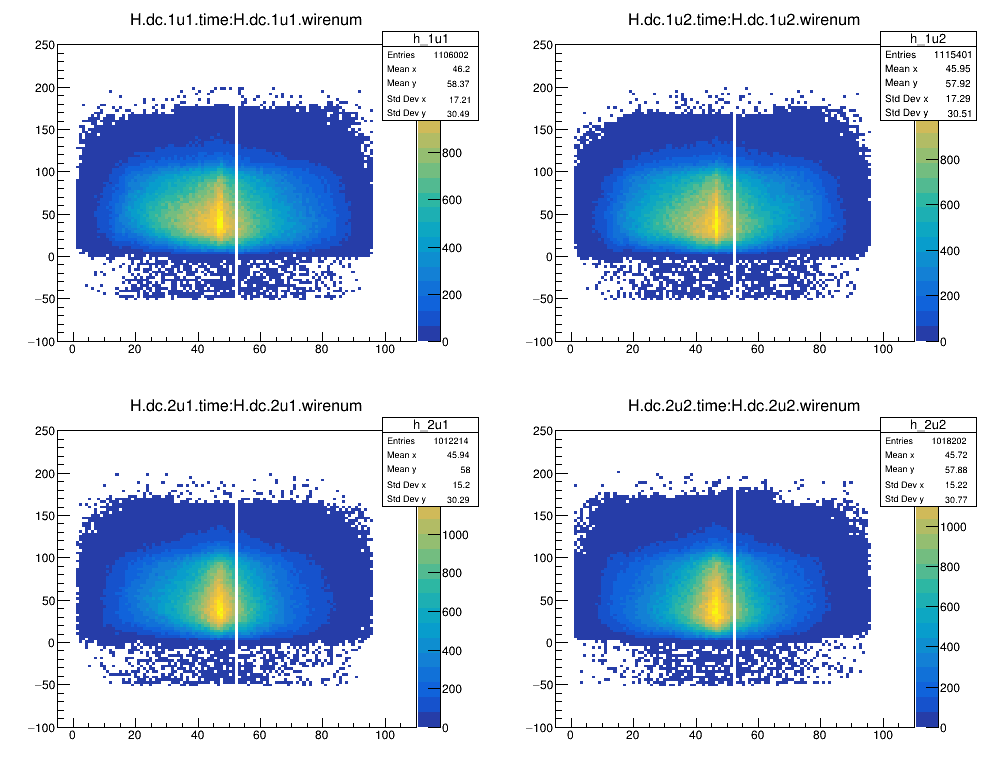 H.dc.1u1.time:H.dc.1u1.wirenum
h_1u1
Entries 1106002
Mean x 46.2
Mean y 58.37
Std Dev x 17.21
Std Dev y 30.49
250
200
150
100
50
0
−50
−100
0 20 40 60 80 100
800
600
400
200
0
H.dc.1u2.time:H.dc.1u2.wirenum
h_1u2
Entries 1115401
Mean x 45.95
Mean y 57.92
Std Dev x 17.29
Std Dev y 30.51
250
200
150
100
50
0
−50
−100
0 20 40 60 80 100
800
600
400
200
0
H.dc.2u1.time:H.dc.2u1.wirenum
h_2u1
Entries 1012214
Mean x 45.94
Mean y 58
Std Dev x 15.2
Std Dev y 30.29
250
200
150
100
50
0
−50
−100
0 20 40 60 80 100
1000
800
600
400
200
0
H.dc.2u2.time:H.dc.2u2.wirenum
h_2u2
Entries 1018202
Mean x 45.72
Mean y 57.88
Std Dev x 15.22
Std Dev y 30.77
250
200
150
100
50
0
−50
−100
0 20 40 60 80 100
1000
800
600
400
200
0